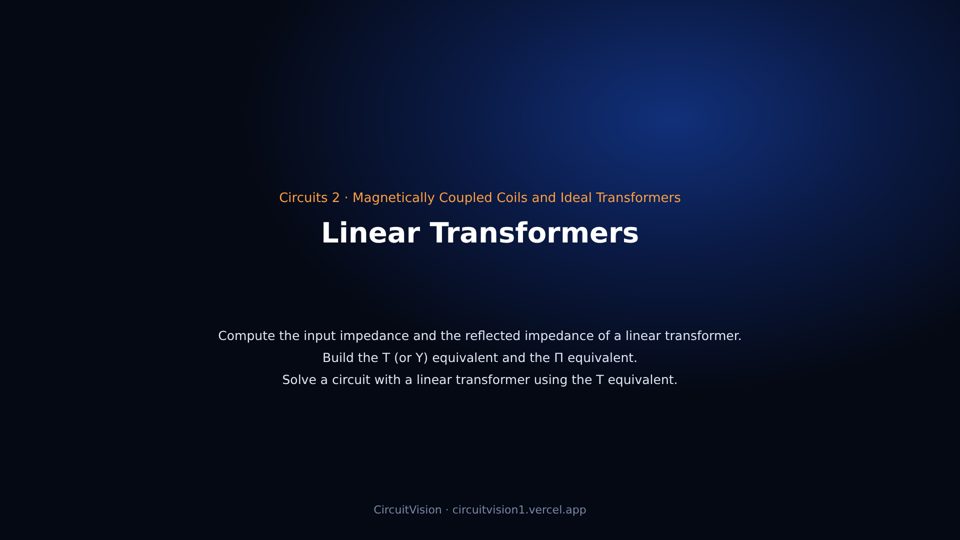 Circuits 2 · Magnetically Coupled Coils and Ideal Transformers
Linear Transformers
Compute the input impedance and the reflected impedance of a linear transformer.
Build the T (or Y) equivalent and the Π equivalent.
Solve a circuit with a linear transformer using the T equivalent.
CircuitVision · circuitvision1.vercel.app